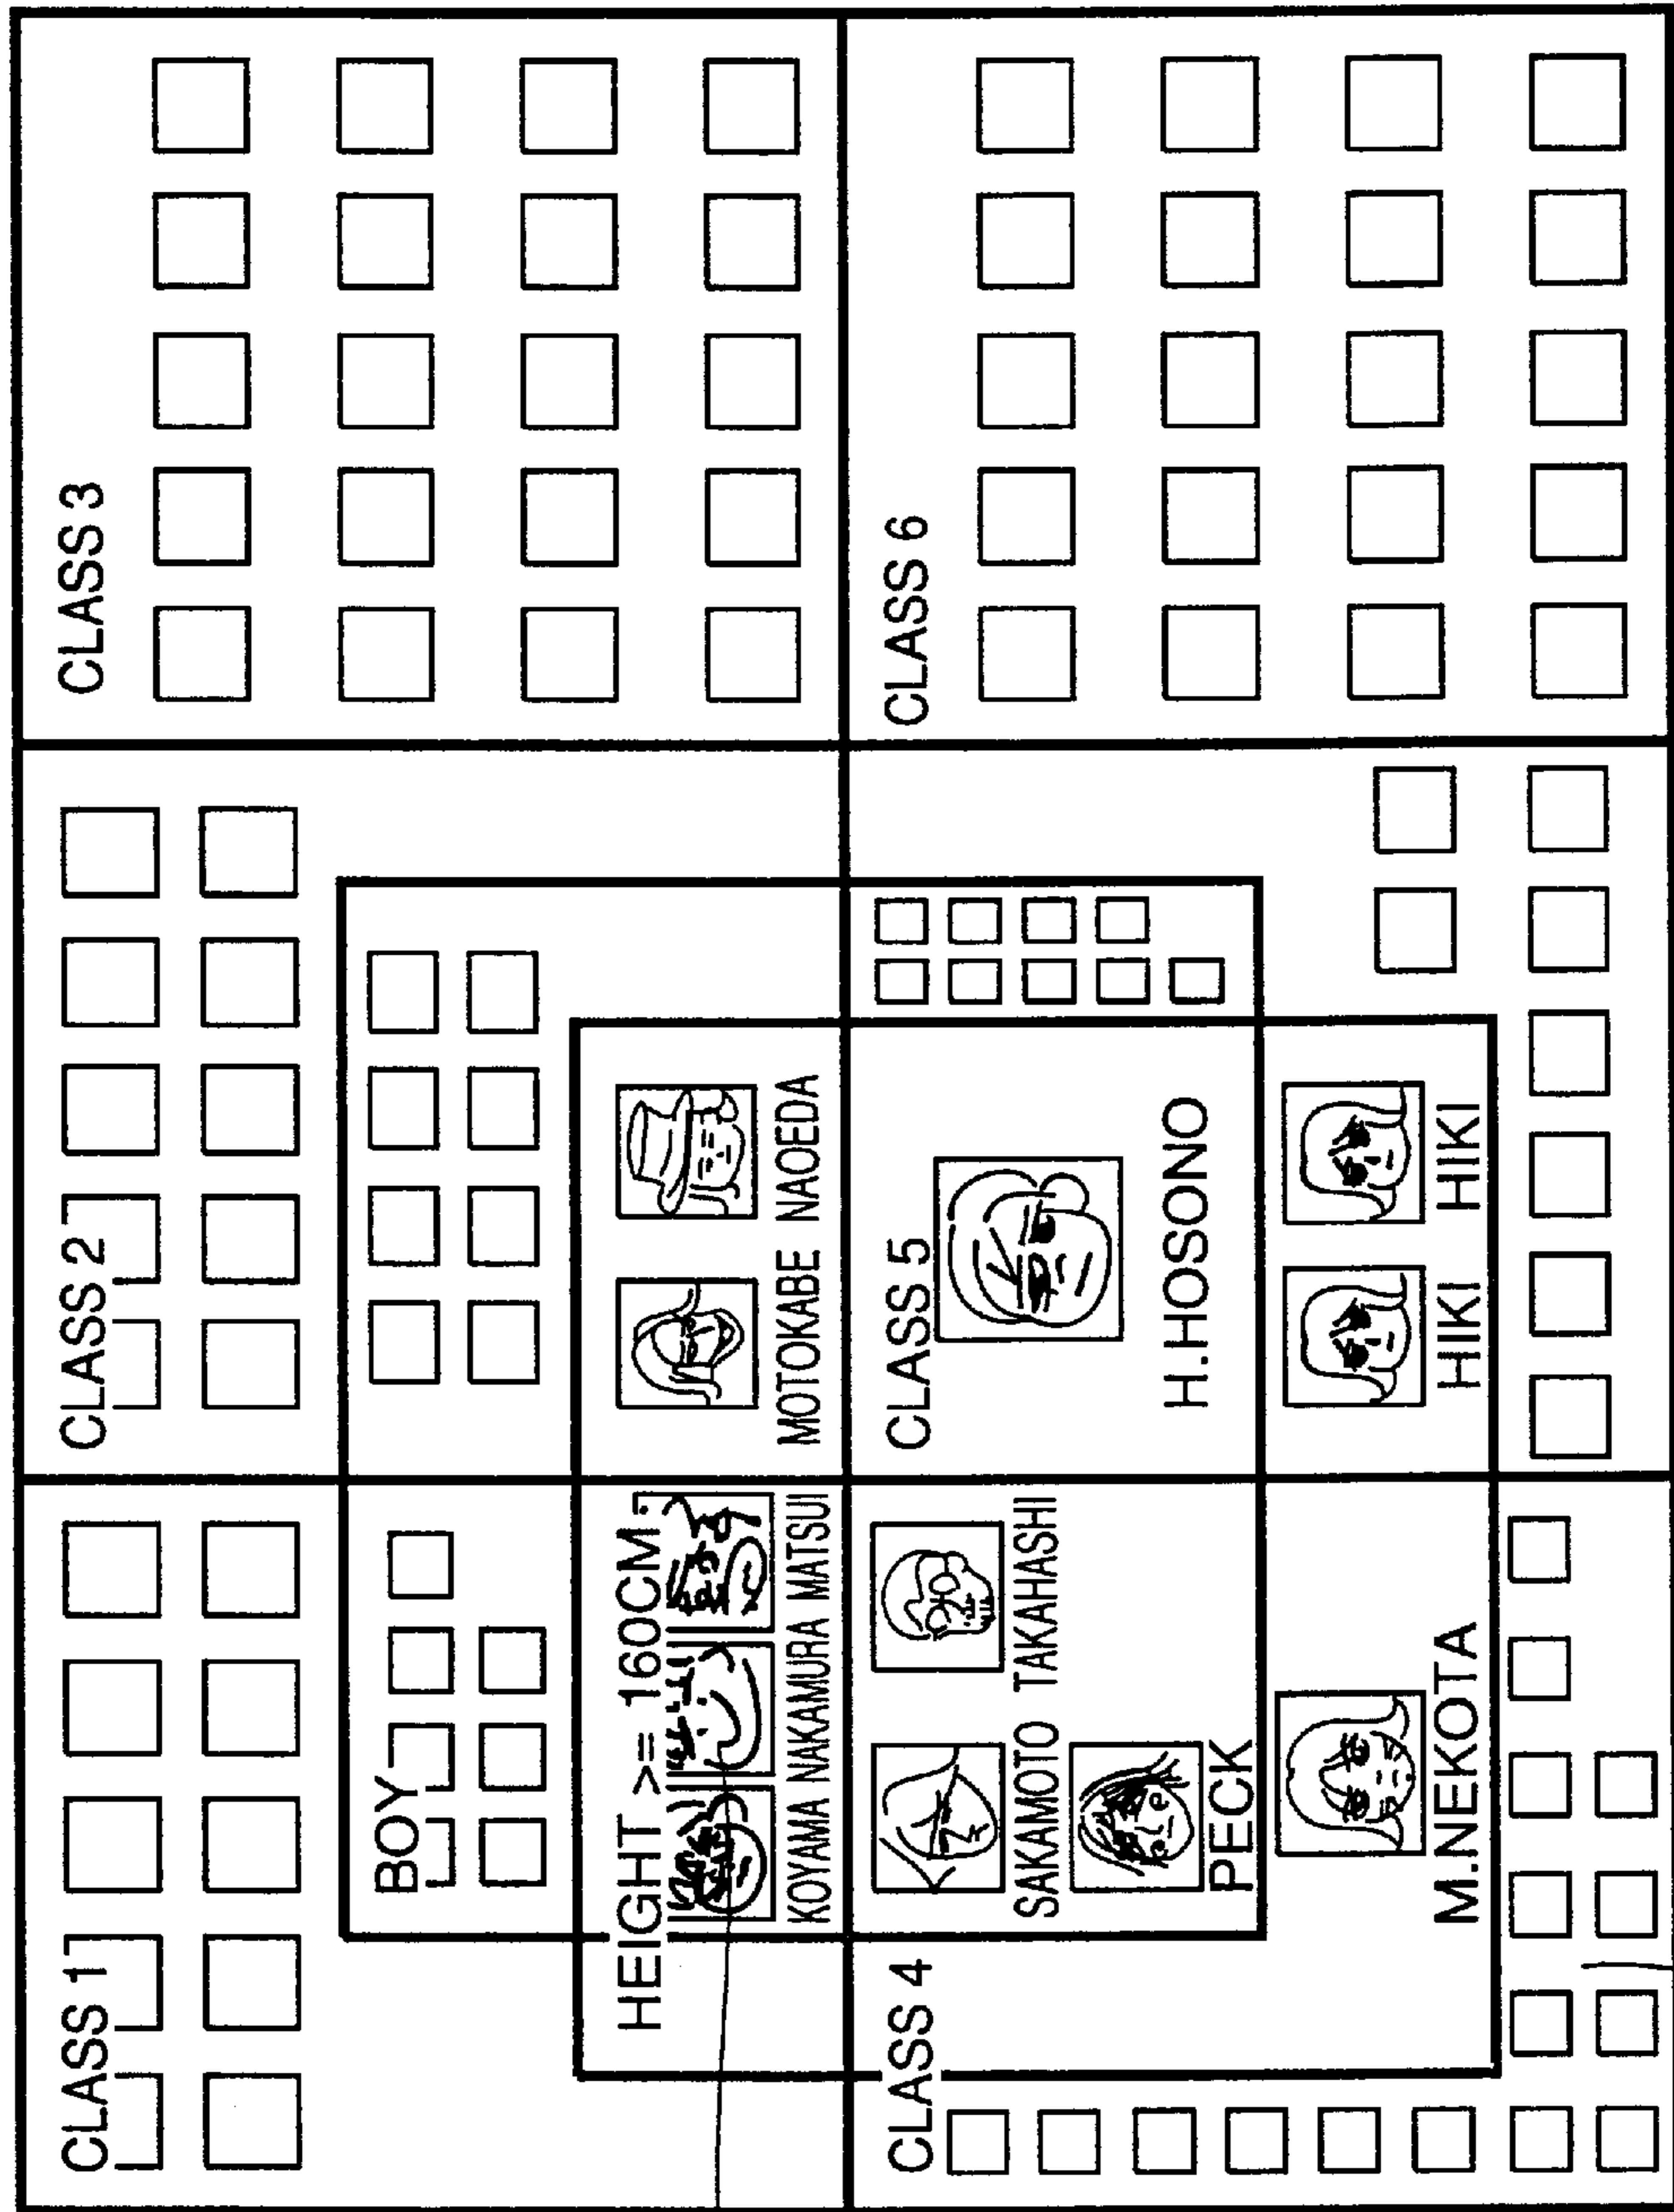 CLASS 1
CLASS 2
CLASS 3
BOY
HEIGHT >= 160CM
KOYAMA NAKAMURA MATSUI
MOTOKABE NAOEDA
CLASS 4
CLASS 5
CLASS 6
SAKAMOTO TAKAHASHI
H.HOSONO
PECK
M.NEKOTA
HIKI HIKI